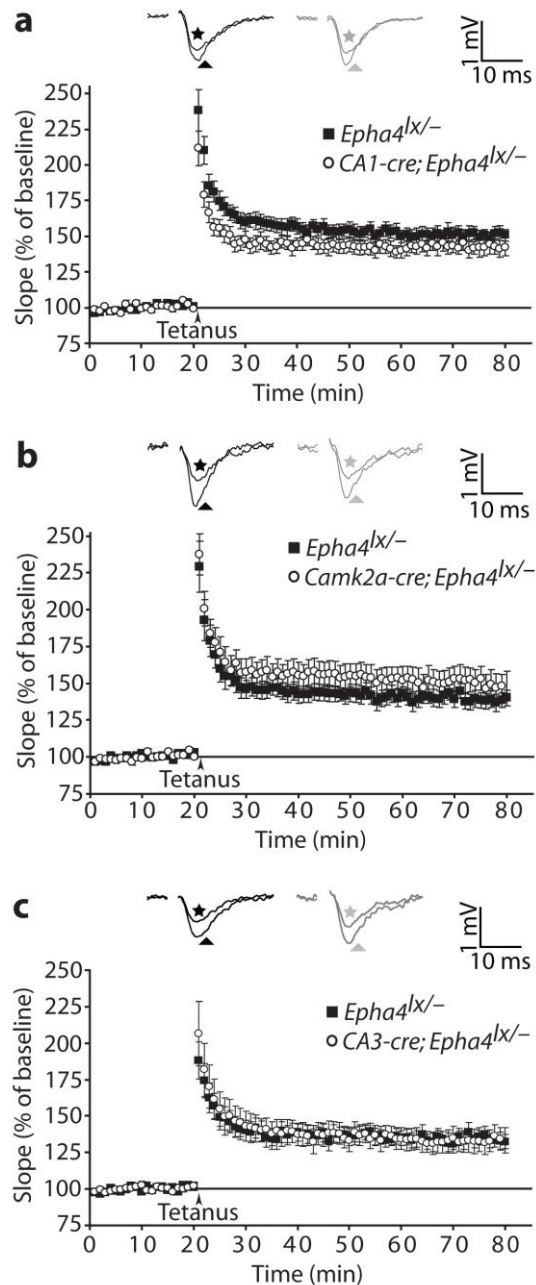 a
1 mV
10 ms
250
225
200
175
150
125
100
75
Slope (% of baseline)
Epha4lx/–
CA1-cre; Epha4lx/–
Tetanus
0 10 20 30 40 50 60 70 80
Time (min)
b
1 mV
10 ms
250
225
200
175
150
125
100
75
Slope (% of baseline)
Epha4lx/–
Camk2a-cre; Epha4lx/–
Tetanus
0 10 20 30 40 50 60 70 80
Time (min)
c
1 mV
10 ms
250
225
200
175
150
125
100
75
Slope (% of baseline)
Epha4lx/–
CA3-cre; Epha4lx/–
Tetanus
0 10 20 30 40 50 60 70 80
Time (min)